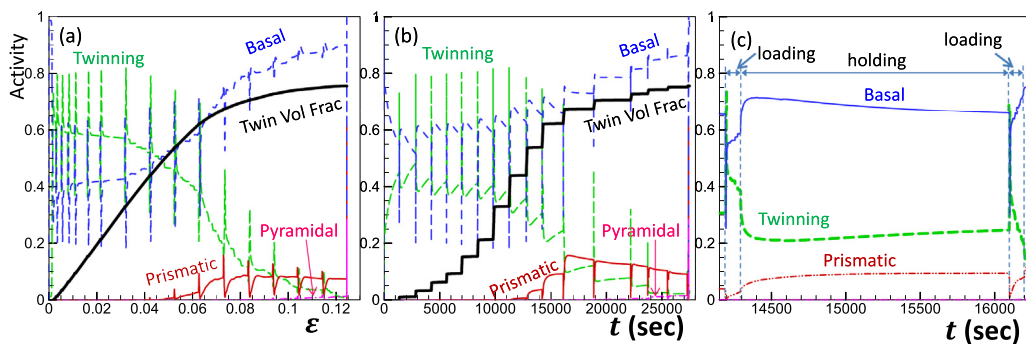 Activity
1
0.8
0.6
0.4
0.2
0
(a)
Twinning
Basal
Twin Vol Frac
Pyramidal
Prismatic
0 0.02 0.04 0.06 0.08 0.1 0.12
ε
1
0.8
0.6
0.4
0.2
0
(b)
Twinning
Basal
Twin Vol Frac
Pyramidal
Prismatic
0 5000 10000 15000 20000 25000
t (sec)
1
0.8
0.6
0.4
0.2
0
(c)
loading
holding
loading
Basal
Twinning
Prismatic
14500 15000 15500 16000
t (sec)